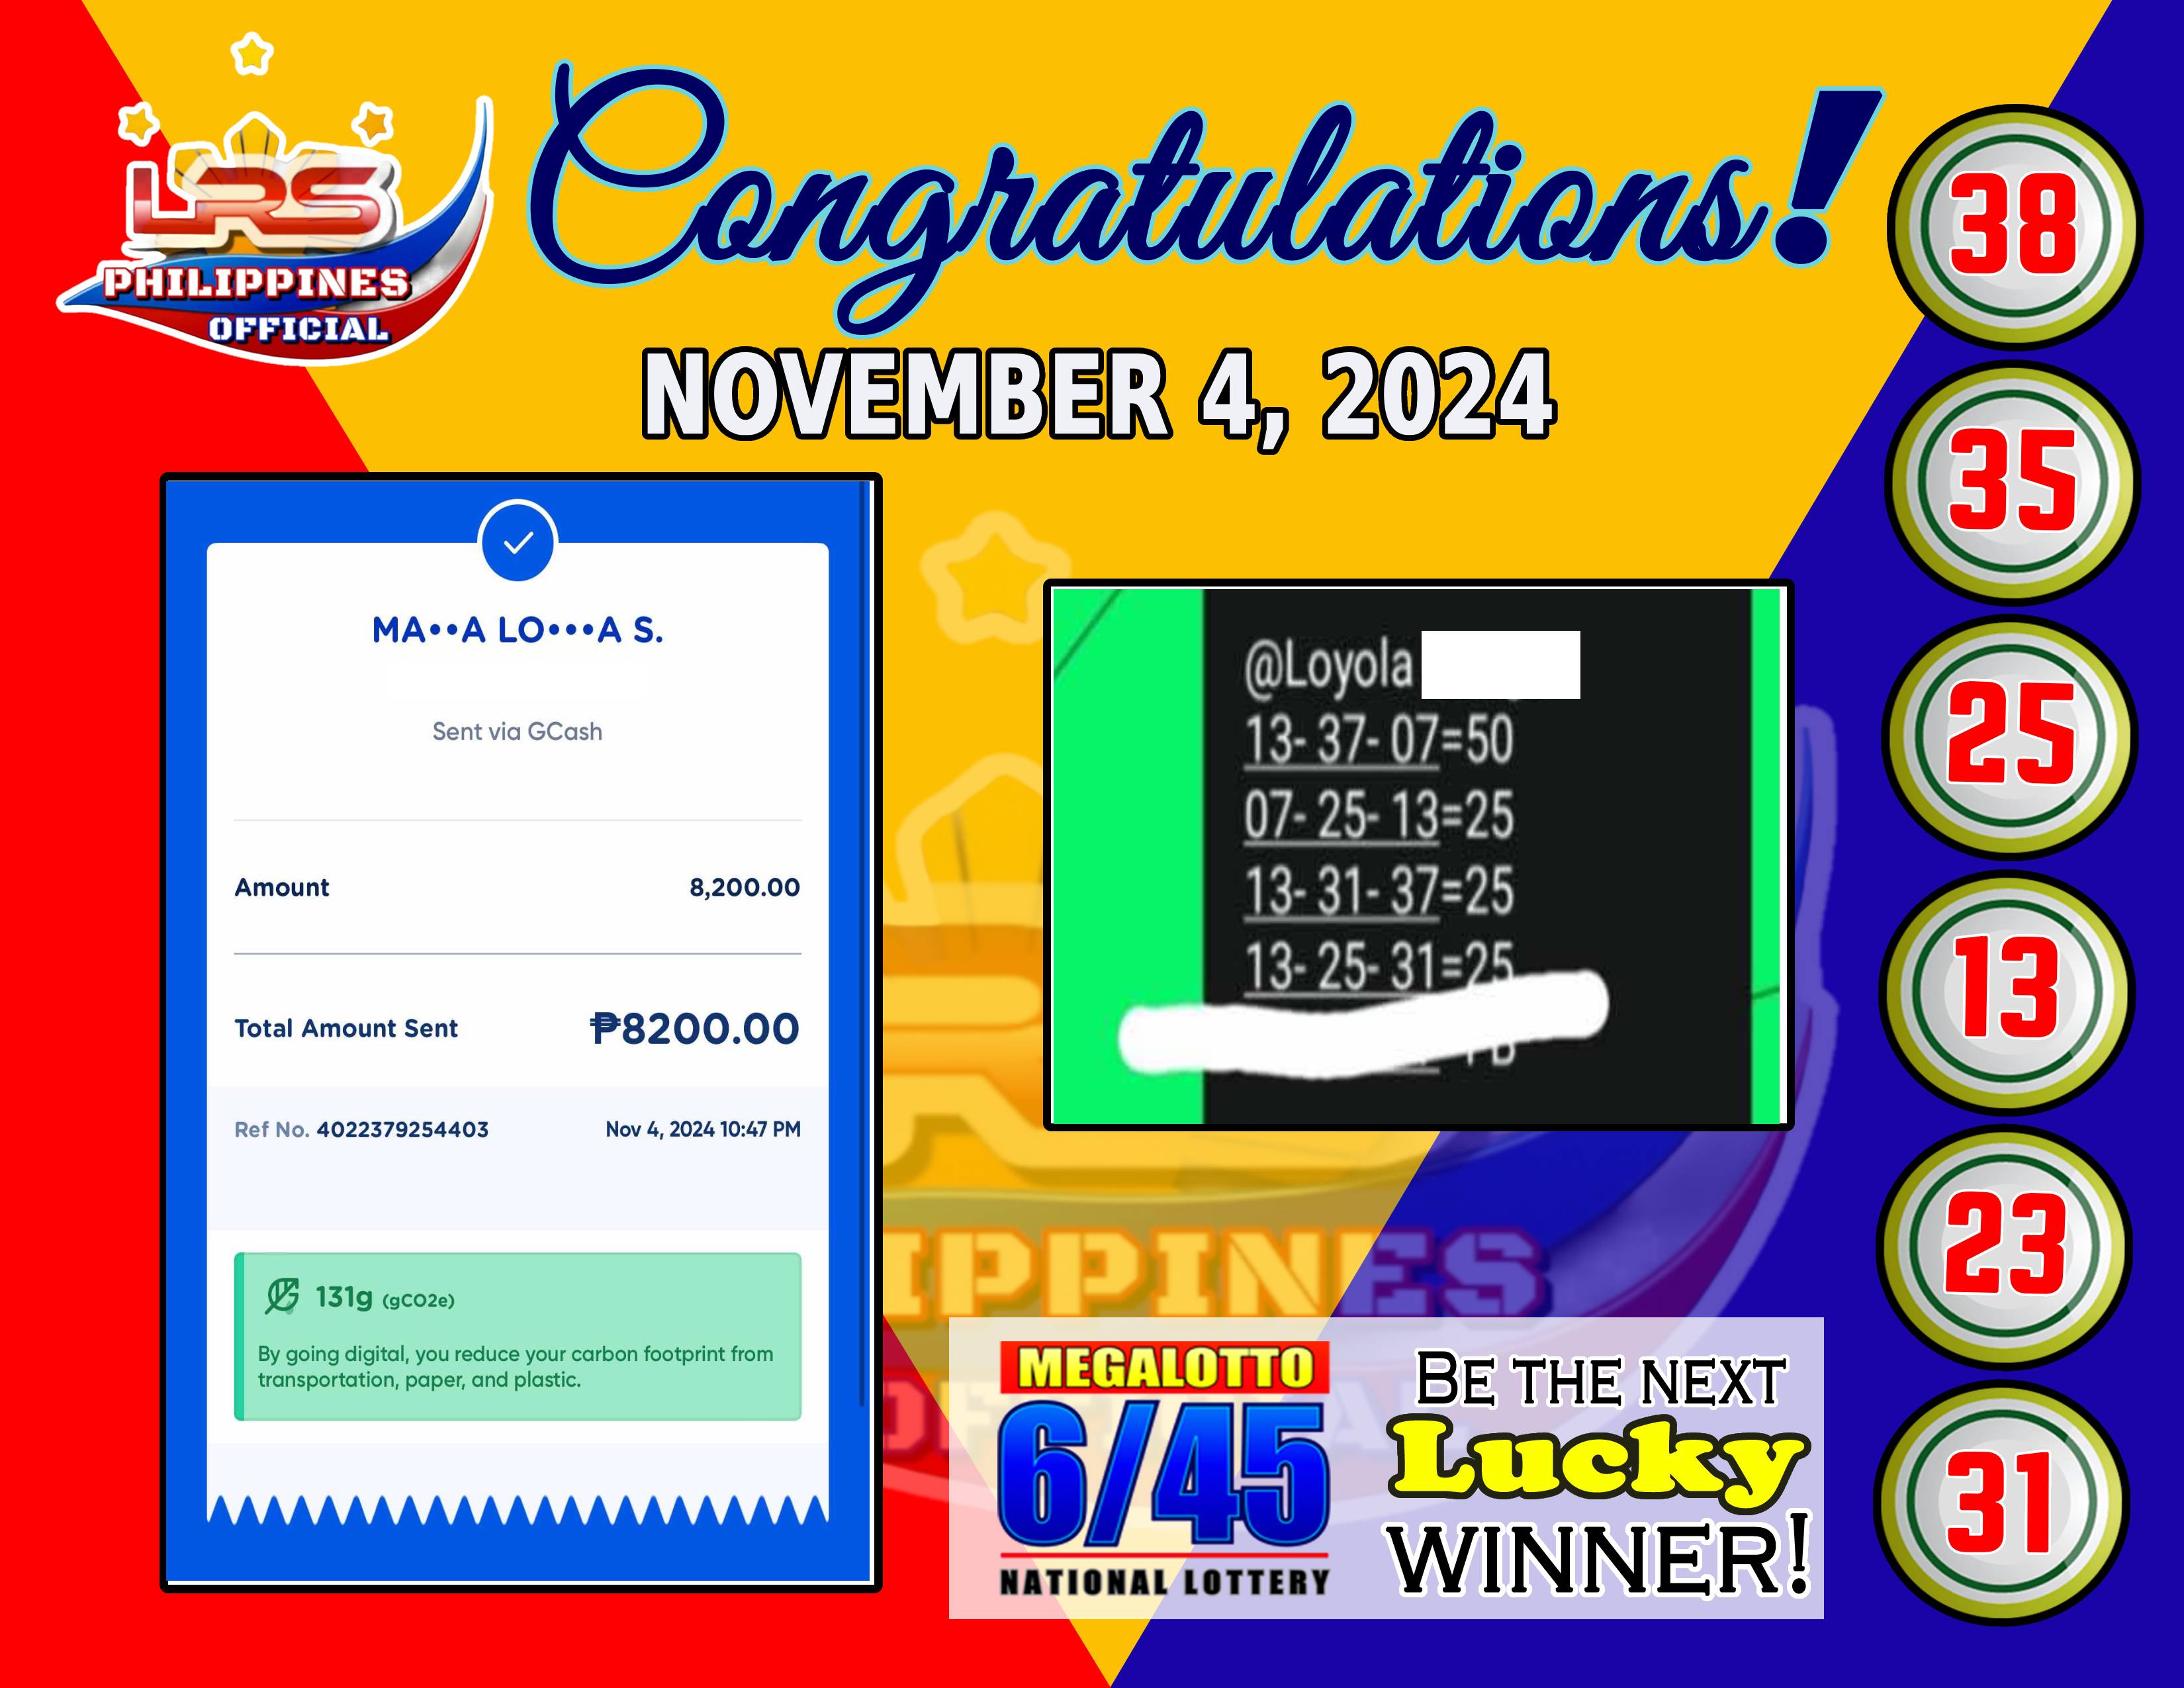 LRS
PHILIPPINES
OFFICIAL
Congratulations!
NOVEMBER 4, 2024
MA••A LO•••A S.
Sent via GCash
Amount 8,200.00
Total Amount Sent ₱8200.00
Ref No. 4022379254403 Nov 4, 2024 10:47 PM
131g (gCO2e)
By going digital, you reduce your carbon footprint from
transportation, paper, and plastic.
@Loyola
13- 37- 07=50
07- 25- 13=25
13- 31- 37=25
13- 25- 31=25
MEGALOTTO
6/45
NATIONAL LOTTERY
BE THE NEXT
Lucky
WINNER!
38
35
25
13
23
31